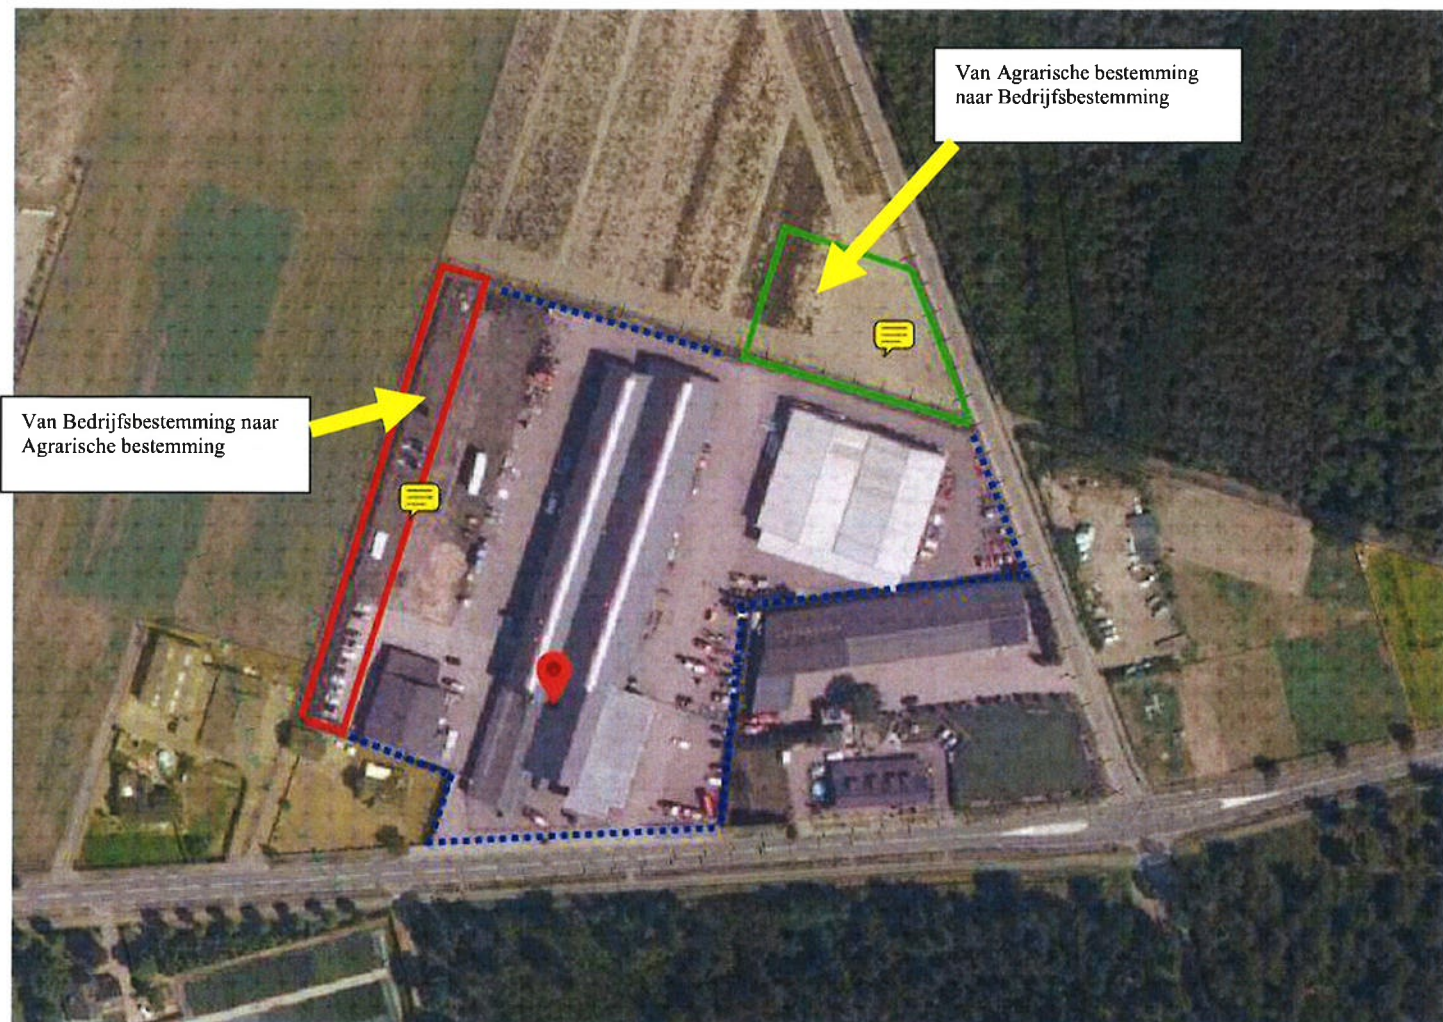 Van Agrarische bestemming
naar Bedrijfsbestemming
Van Bedrijfsbestemming naar
Agrarische bestemming